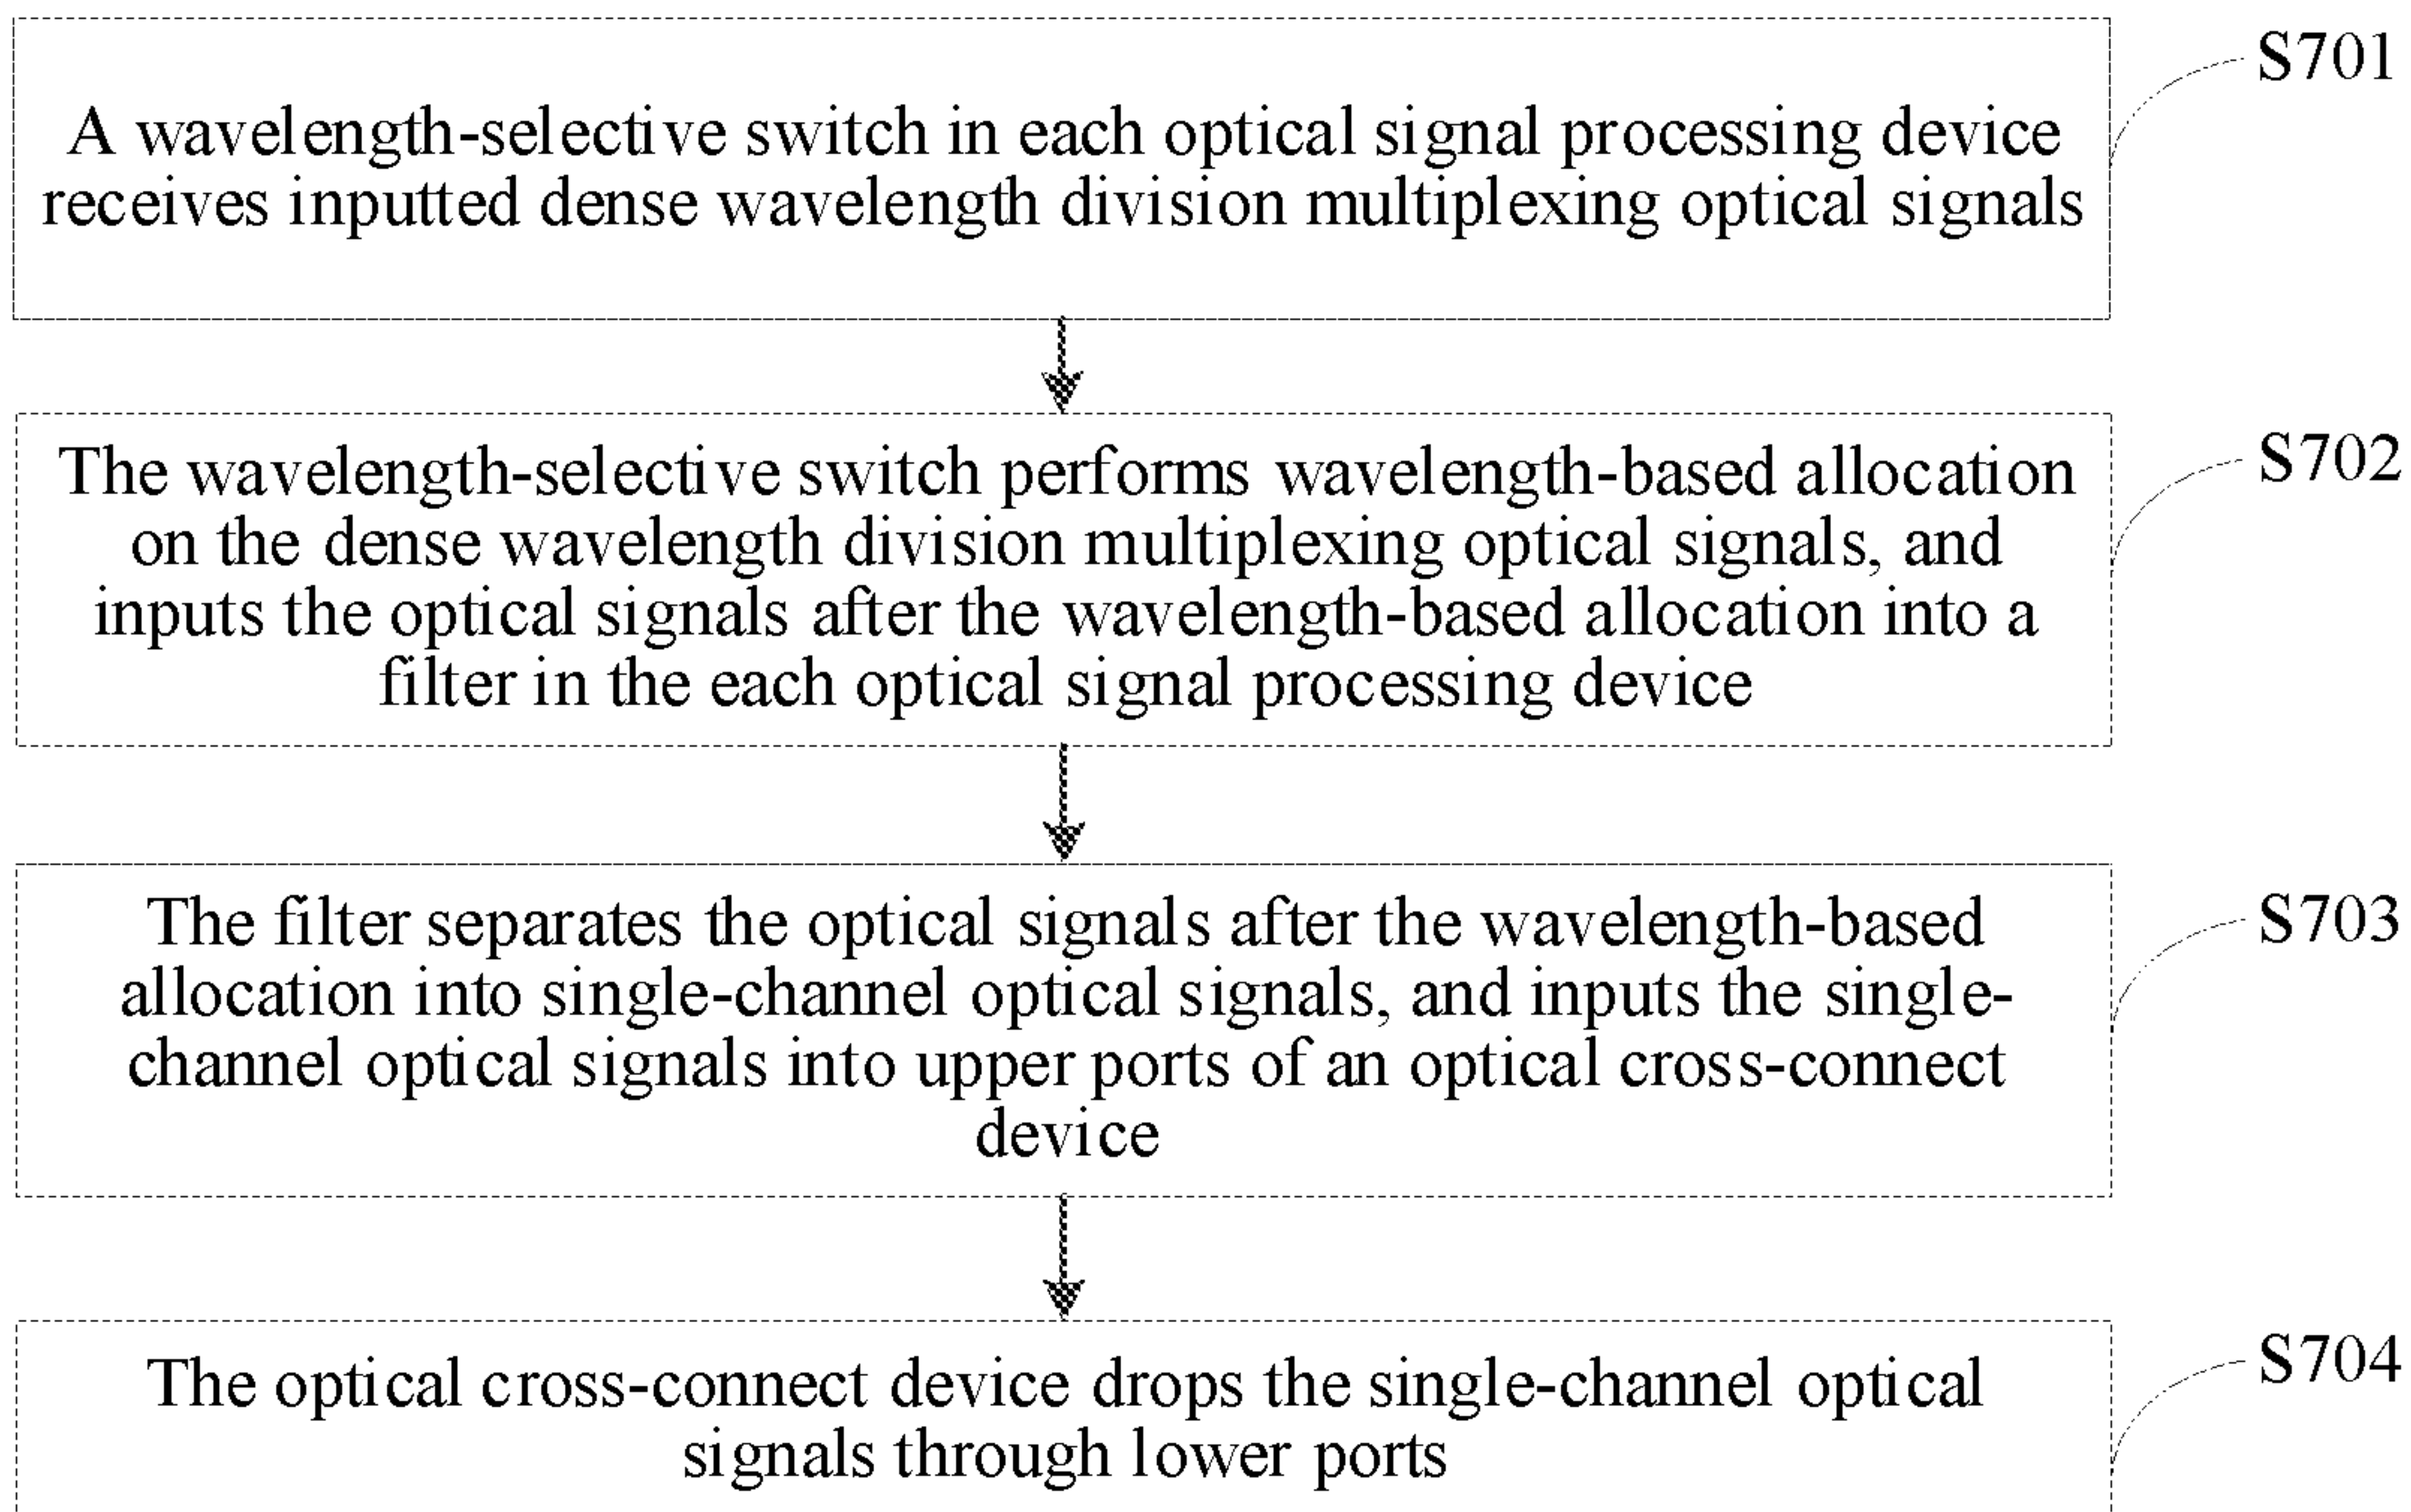 A wavelength-selective switch in each optical signal processing device
receives inputted dense wavelength division multiplexing optical signals
S701
The wavelength-selective switch performs wavelength-based allocation
on the dense wavelength division multiplexing optical signals, and
inputs the optical signals after the wavelength-based allocation into a
filter in the each optical signal processing device
S702
The filter separates the optical signals after the wavelength-based
allocation into single-channel optical signals, and inputs the single-
channel optical signals into upper ports of an optical cross-connect
device
S703
The optical cross-connect device drops the single-channel optical
signals through lower ports
S704